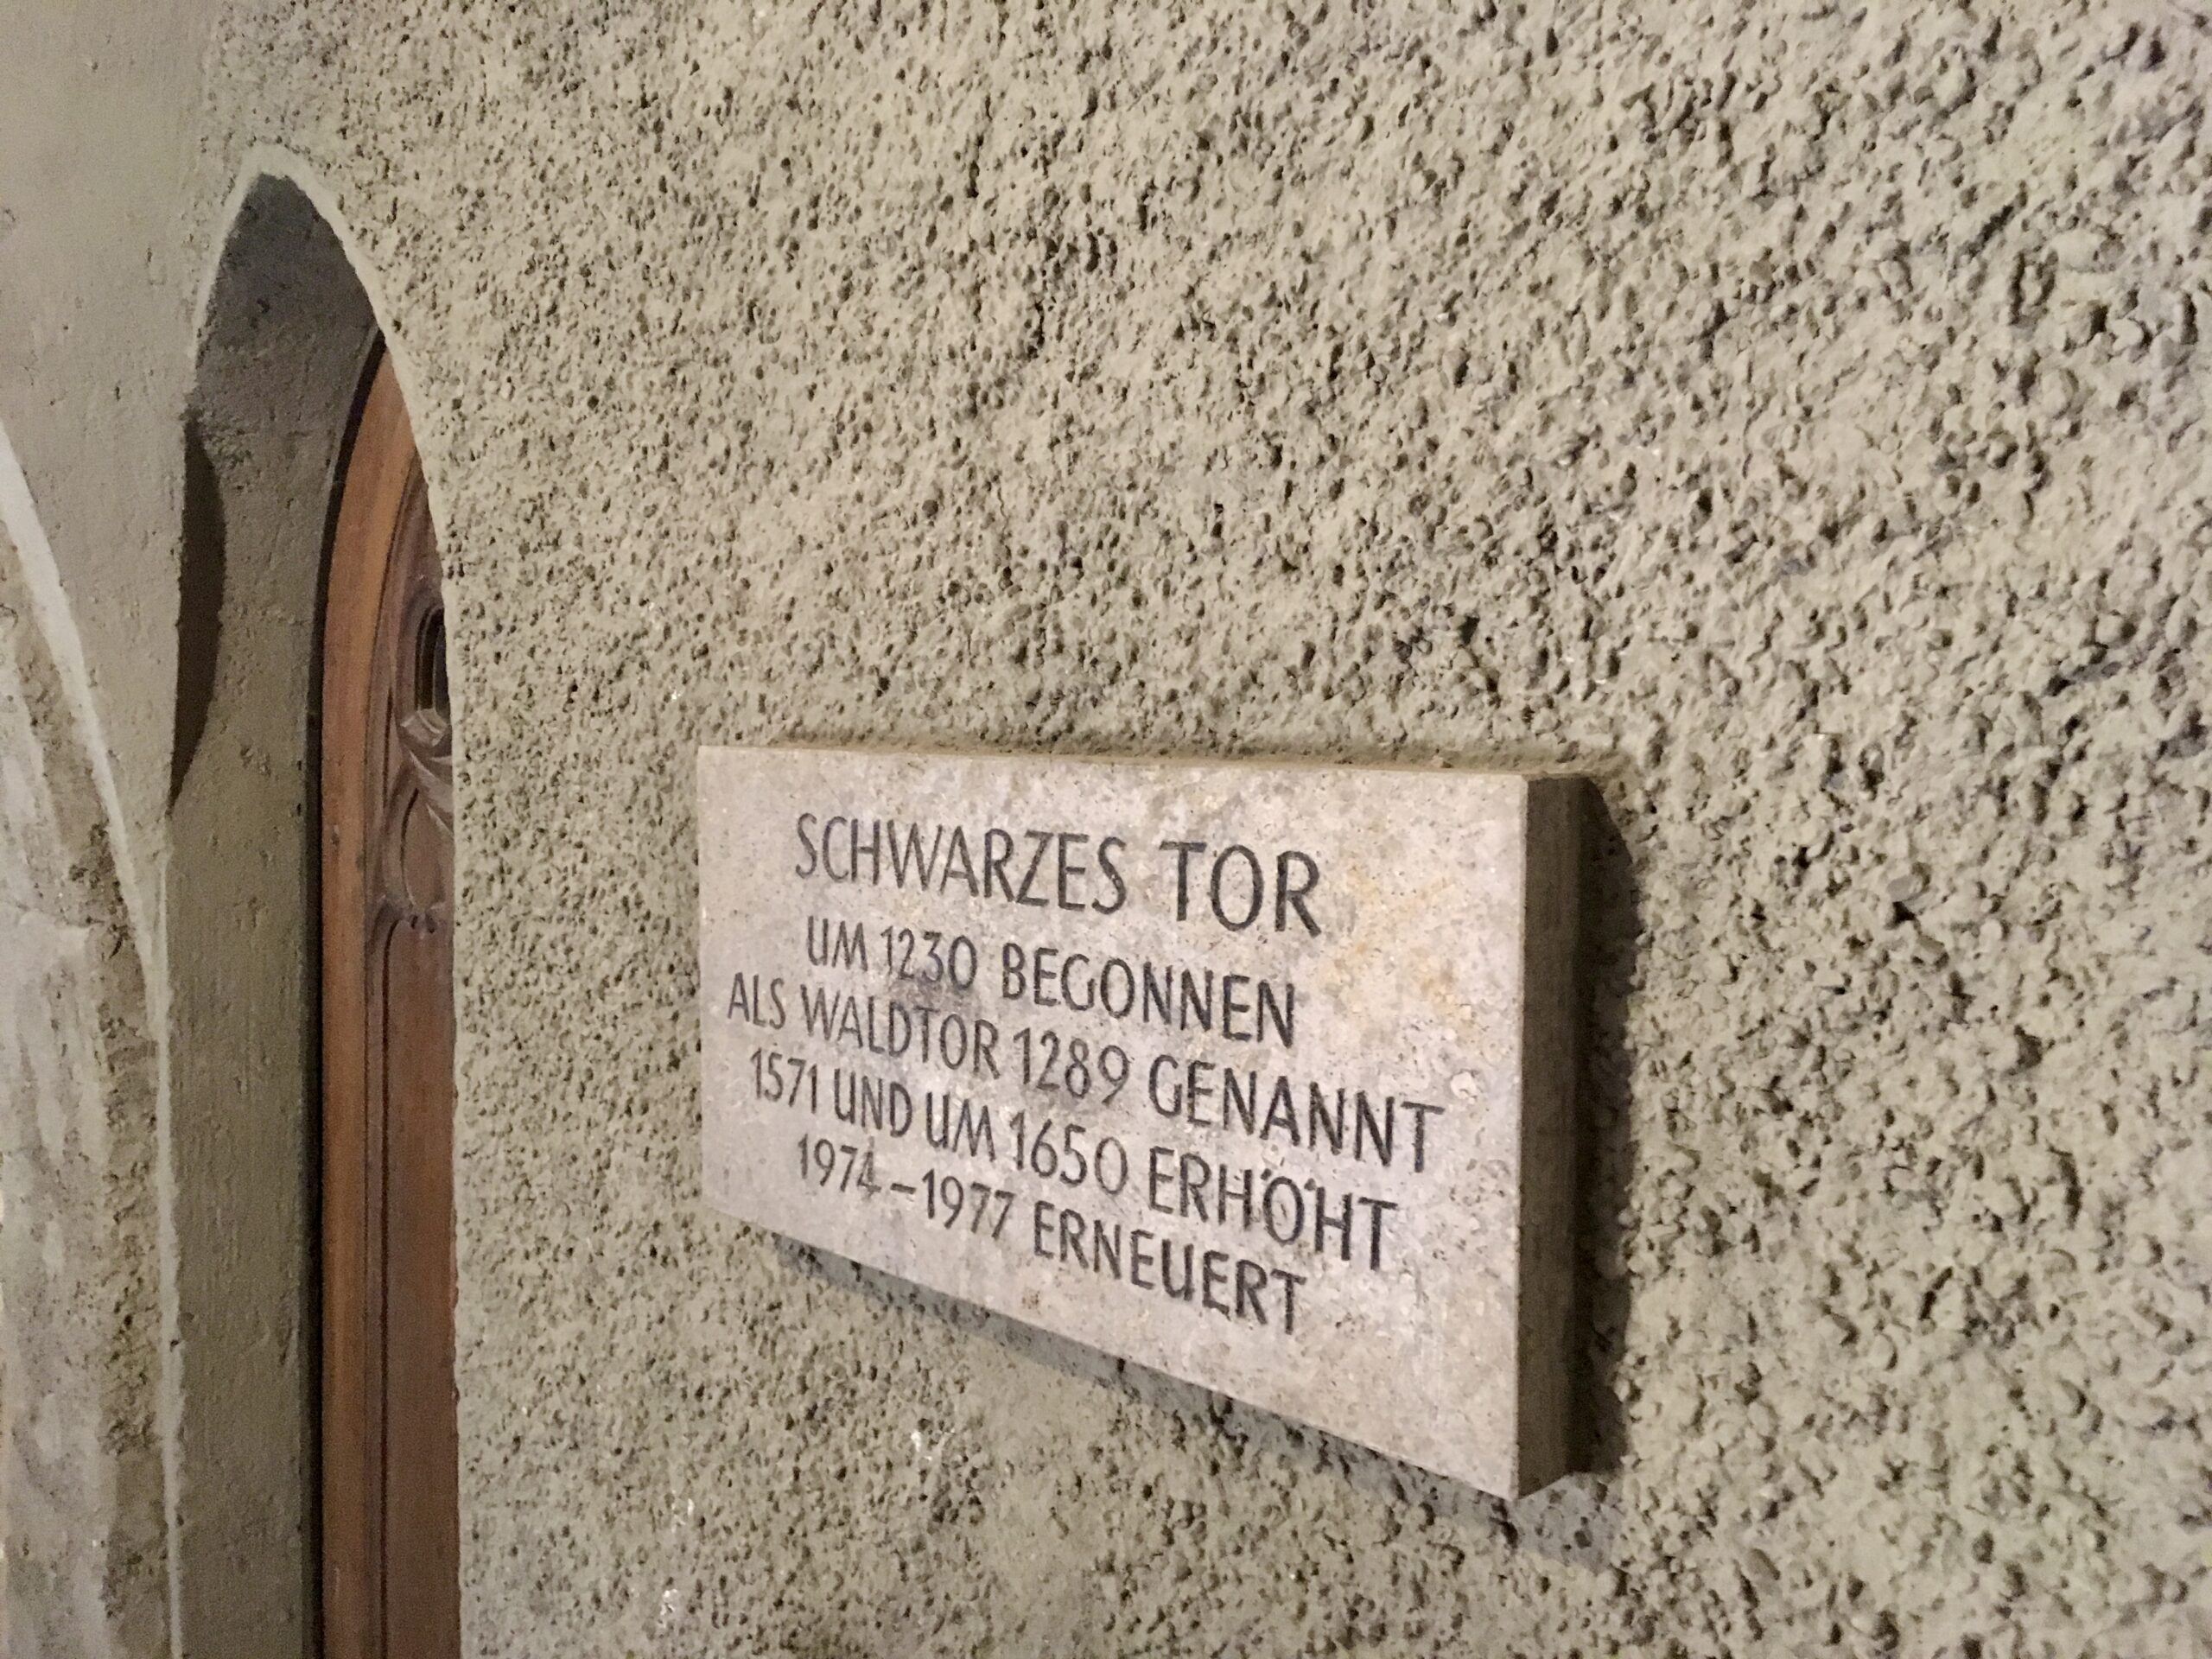 SCHWARZES TOR
UM 1230 BEGONNEN
ALS WALDTOR 1289 GENANNT
1571 UND UM 1650 ERHÖHT
1974–1977 ERNEUERT